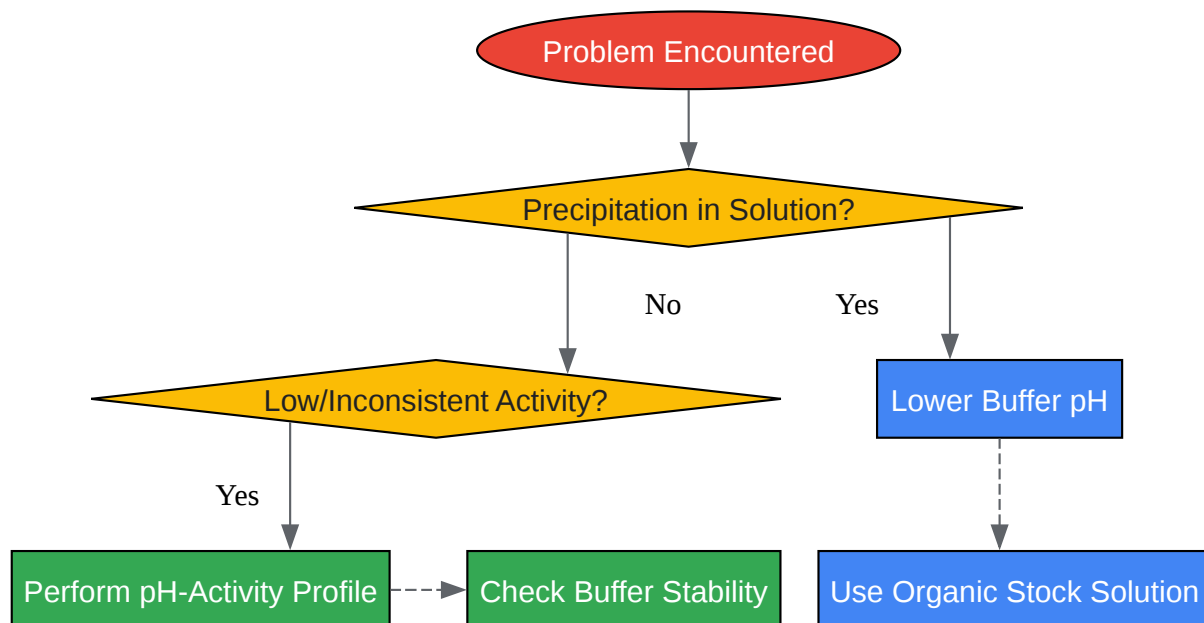 Problem Encountered
Precipitation in Solution?
No
Yes
Low/Inconsistent Activity?
Lower Buffer pH
Yes
Perform pH-Activity Profile
Check Buffer Stability
Use Organic Stock Solution